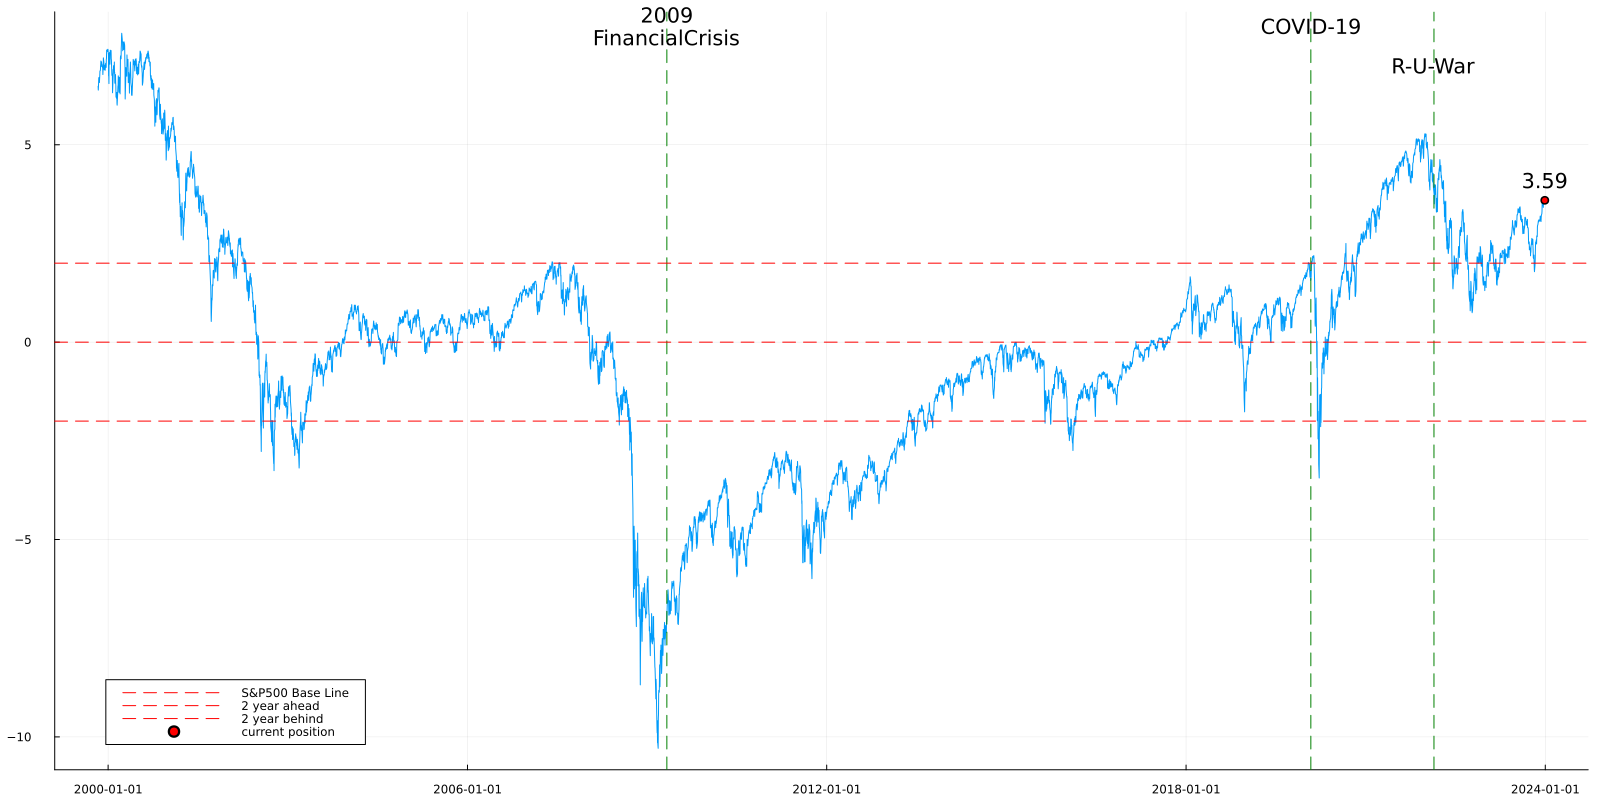 2009
FinancialCrisis
COVID-19
R-U-War
5
3.59
0
−5
−10
S&P500 Base Line
2 year ahead
2 year behind
current position
2000-01-01
2006-01-01
2012-01-01
2018-01-01
2024-01-01